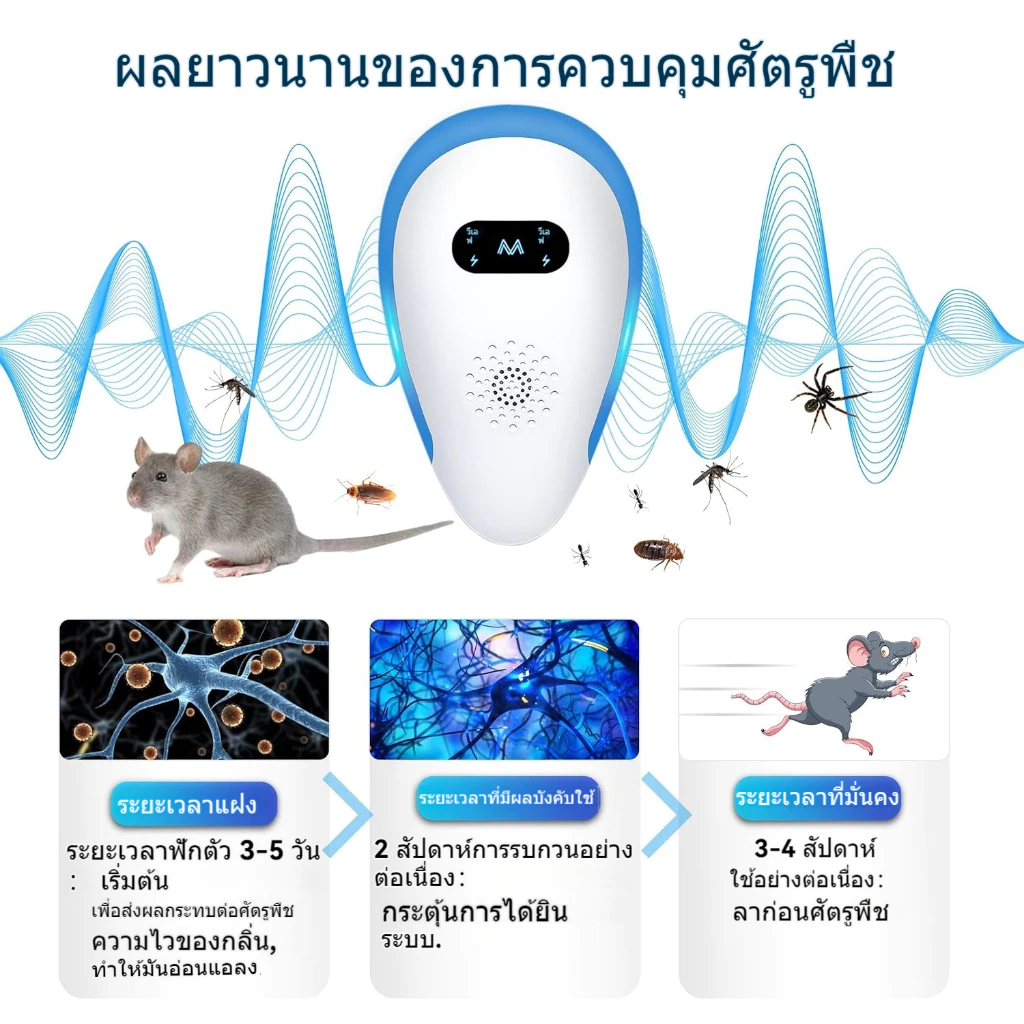 ผลยาวนานของการควบคุมศัตรูพืช
วีเอ
ฟ
วีเอ
ฟ
ระยะเวลาแฝง
ระยะเวลาฟักตัว 3-5 วัน
: เริ่มต้น
เพื่อส่งผลกระทบต่อศัตรูพืช
ความไวของกลิ่น,
ทำให้มันอ่อนแอลง
ระยะเวลาที่มีผลบังคับใช้
2 สัปดาห์การรบกวนอย่าง
ต่อเนื่อง:
กระตุ้นการได้ยิน
ระบบ.
ระยะเวลาที่มั่นคง
3-4 สัปดาห์
ใช้อย่างต่อเนื่อง:
ลาก่อนศัตรูพืช